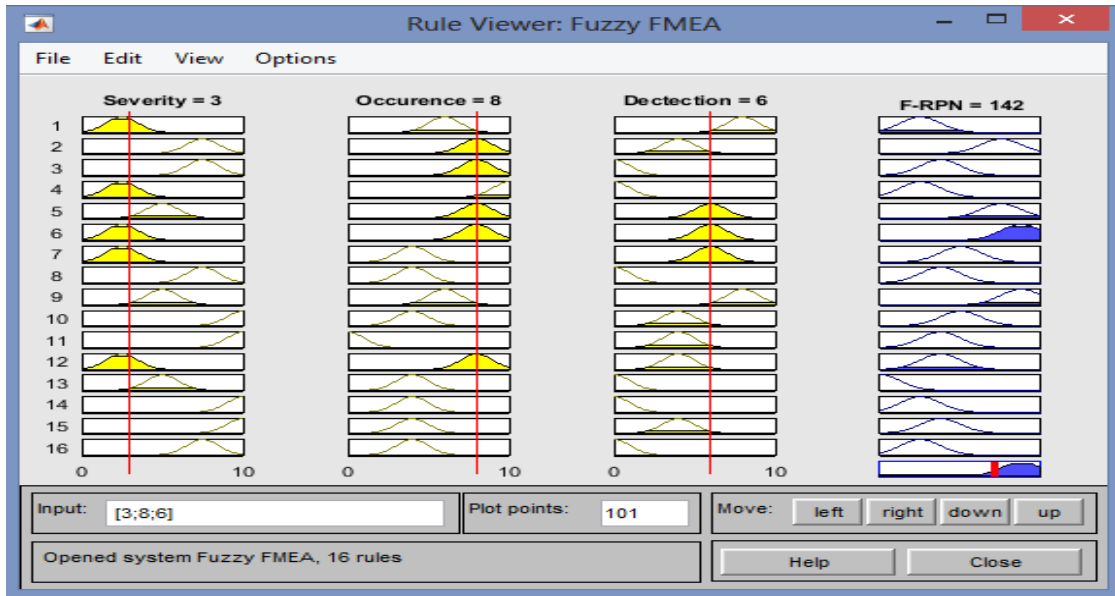 Rule Viewer: Fuzzy FMEA
File Edit View Options
Severity = 3 Occurence = 8 Dectection = 6 F-RPN = 142
1
2
3
4
5
6
7
8
9
10
11
12
13
14
15
16
0 10 0 10 0 10
Input: [3;8;6] Plot points: 101 Move: left right down up
Opened system Fuzzy FMEA, 16 rules Help Close